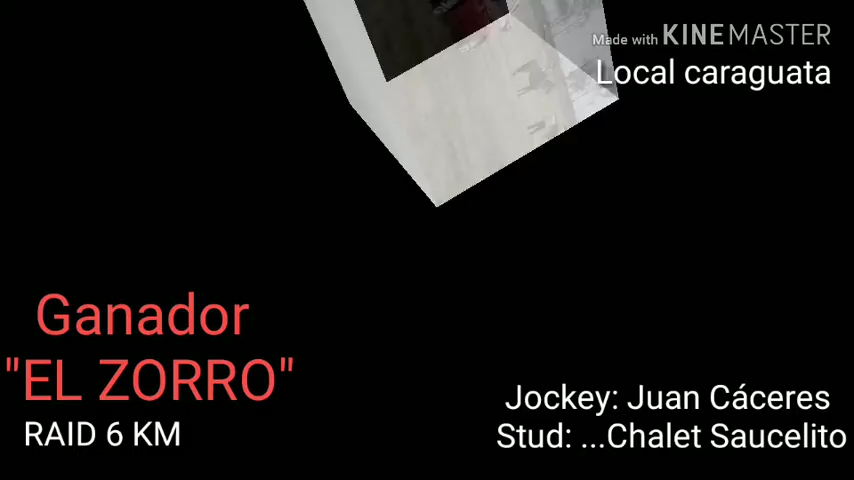 Made with KINEMASTER
Local caraguata
Ganador
"EL ZORRO"
RAID 6 KM
Jockey: Juan Cáceres
Stud: ...Chalet Saucelito